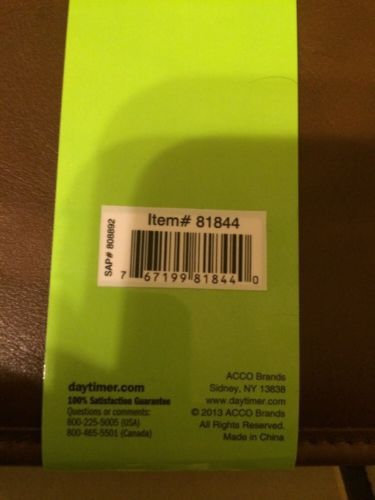 Item# 81844
SAP# 808892
7 67199 81844 0
daytimer.com
100% Satisfaction Guarantee
Questions or comments:
800-225-5005 (USA)
800-465-5501 (Canada)
ACCO Brands
Sidney, NY 13838
www.daytimer.com
© 2013 ACCO Brands
All Rights Reserved.
Made in China